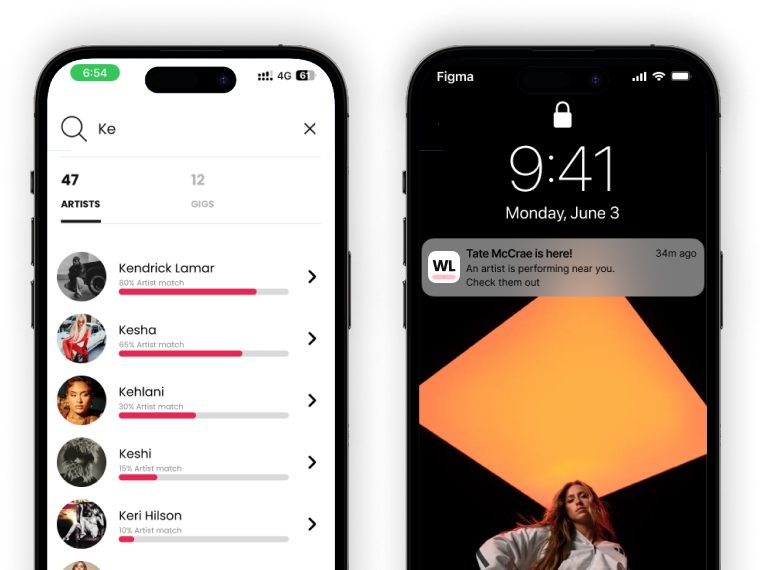 6:54
4G 61
Ke
47
12
ARTISTS
GIGS
Kendrick Lamar
80% Artist match
Kesha
65% Artist match
Kehlani
30% Artist match
Keshi
15% Artist match
Keri Hilson
10% Artist match
Figma
9:41
Monday, June 3
WL
Tate McCrae is here!
34m ago
An artist is performing near you.
Check them out